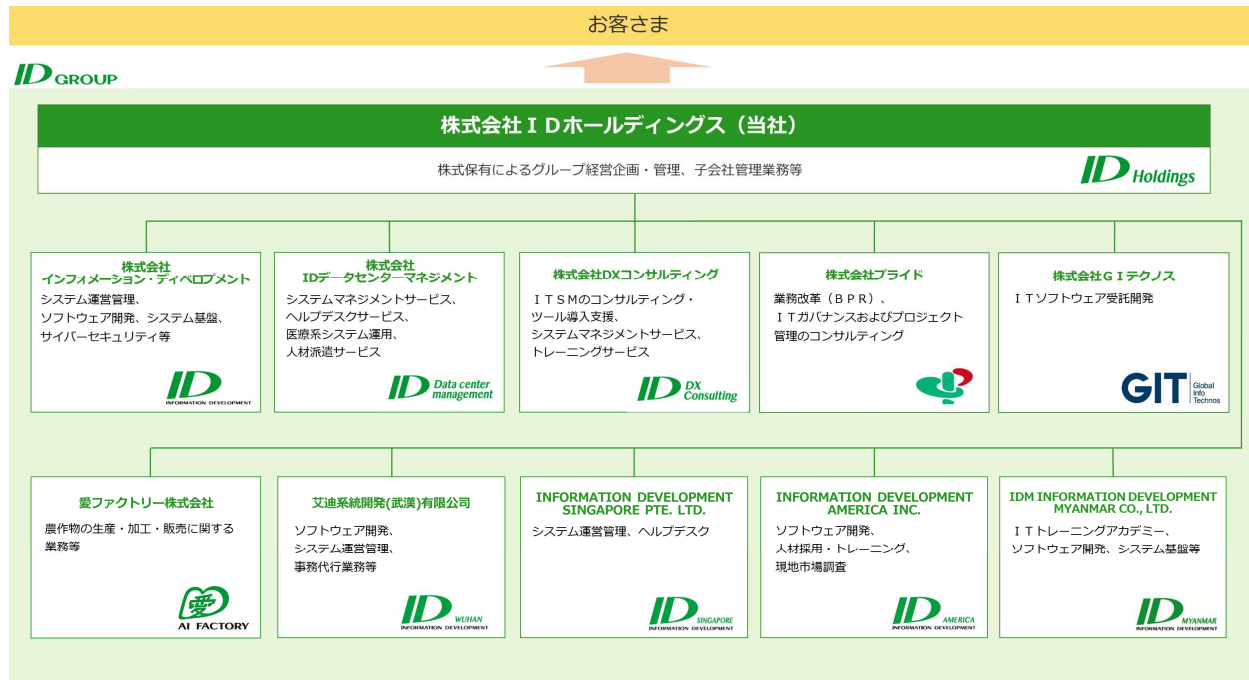 お客さま
ID GROUP
株式会社ＩＤホールディングス（当社）
株式保有によるグループ経営企画・管理、子会社管理業務等
ID Holdings
株式会社
インフォメーション・ディベロプメント
システム運営管理、
ソフトウェア開発、システム基盤、
サイバーセキュリティ等
ID
INFORMATION DEVELOPMENT
株式会社
IDデータセンターマネジメント
システムマネジメントサービス、
ヘルプデスクサービス、
医療系システム運用、
人材派遣サービス
ID Data center
management
株式会社DXコンサルティング
ＩＴＳＭのコンサルティング・
ツール導入支援、
システムマネジメントサービス、
トレーニングサービス
ID DX
Consulting
株式会社プライド
業務改革（ＢＰＲ）、
ＩＴガバナンスおよびプロジェクト
管理のコンサルティング
株式会社ＧＩテクノス
ＩＴソフトウェア受託開発
GIT Global
Info
Technos
愛ファクトリー株式会社
農作物の生産・加工・販売に関する
業務等
愛
AI FACTORY
艾迪系統開発(武漢)有限公司
ソフトウェア開発、
システム運営管理、
事務代行業務等
ID WUHAN
INFORMATION DEVELOPMENT
INFORMATION DEVELOPMENT
SINGAPORE PTE. LTD.
システム運営管理、ヘルプデスク
ID SINGAPORE
INFORMATION DEVELOPMENT
INFORMATION DEVELOPMENT
AMERICA INC.
ソフトウェア開発、
人材採用・トレーニング、
現地市場調査
ID AMERICA
INFORMATION DEVELOPMENT
IDM INFORMATION DEVELOPMENT
MYANMAR CO., LTD.
ＩＴトレーニングアカデミー、
ソフトウェア開発、システム基盤等
ID MYANMAR
INFORMATION DEVELOPMENT